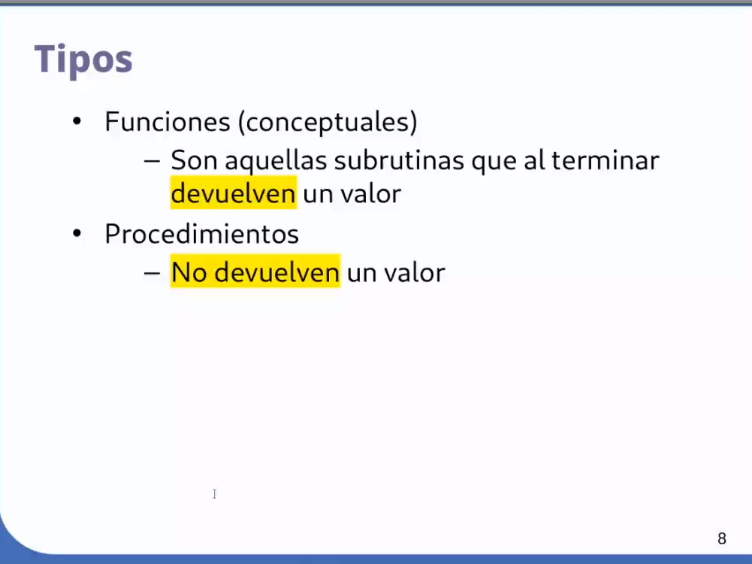 Tipos
• Funciones (conceptuales)
– Son aquellas subrutinas que al terminar
devuelven un valor
• Procedimientos
– No devuelven un valor
8